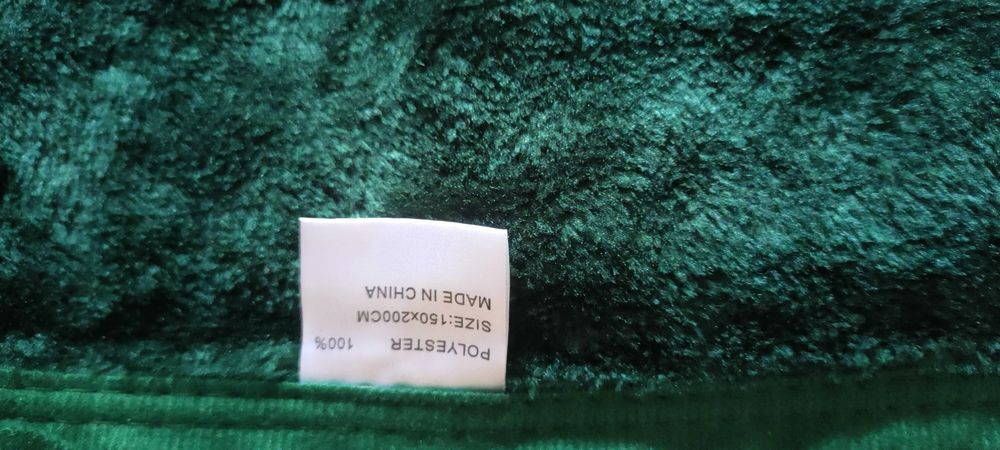 POLYESTER 100%
SIZE:150x200CM
MADE IN CHINA